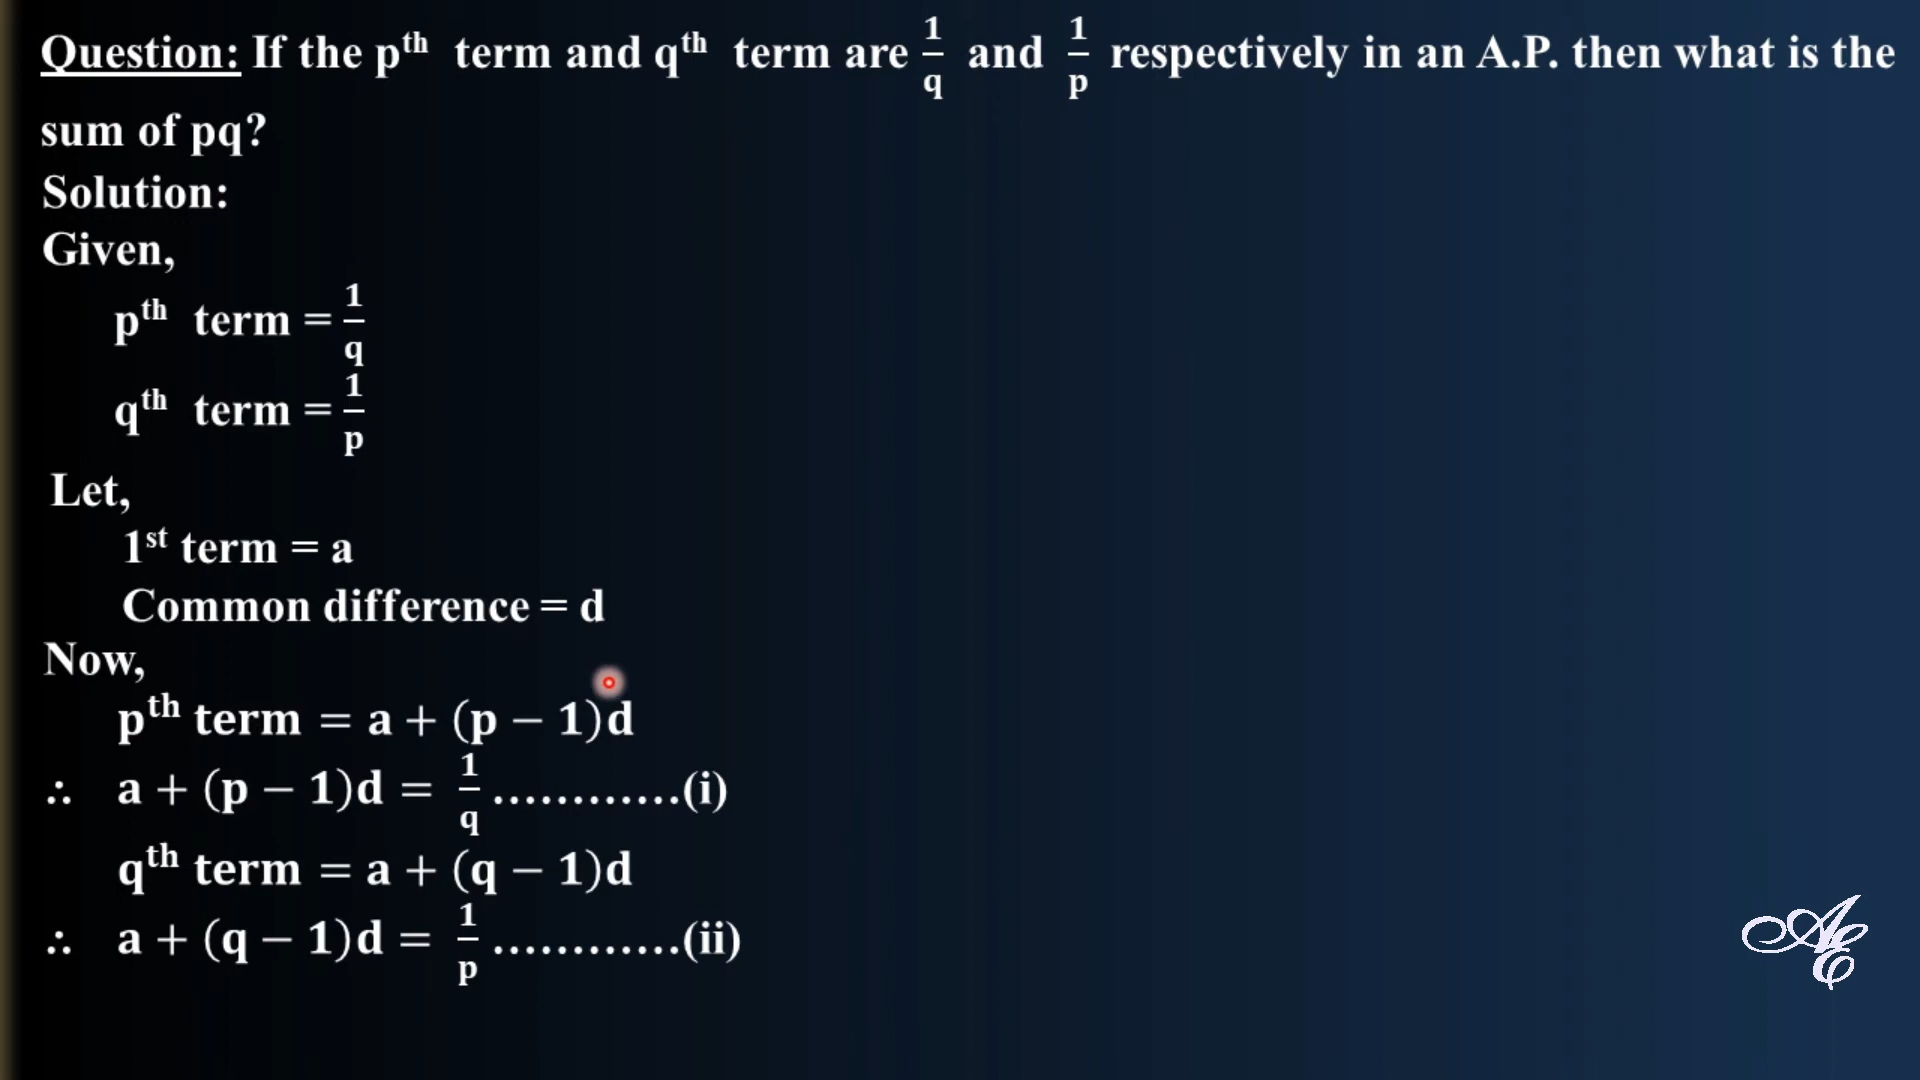 Question: If the pᵗʰ term and qᵗʰ term are 1/q and 1/p respectively in an A.P. then what is the
sum of pq?
Solution:
Given,
pᵗʰ term = 1/q
qᵗʰ term = 1/p
Let,
1ˢᵗ term = a
Common difference = d
Now,
pᵗʰ term = a + (p − 1)d
∴ a + (p − 1)d = 1/q ............(i)
qᵗʰ term = a + (q − 1)d
∴ a + (q − 1)d = 1/p ............(ii)
AE